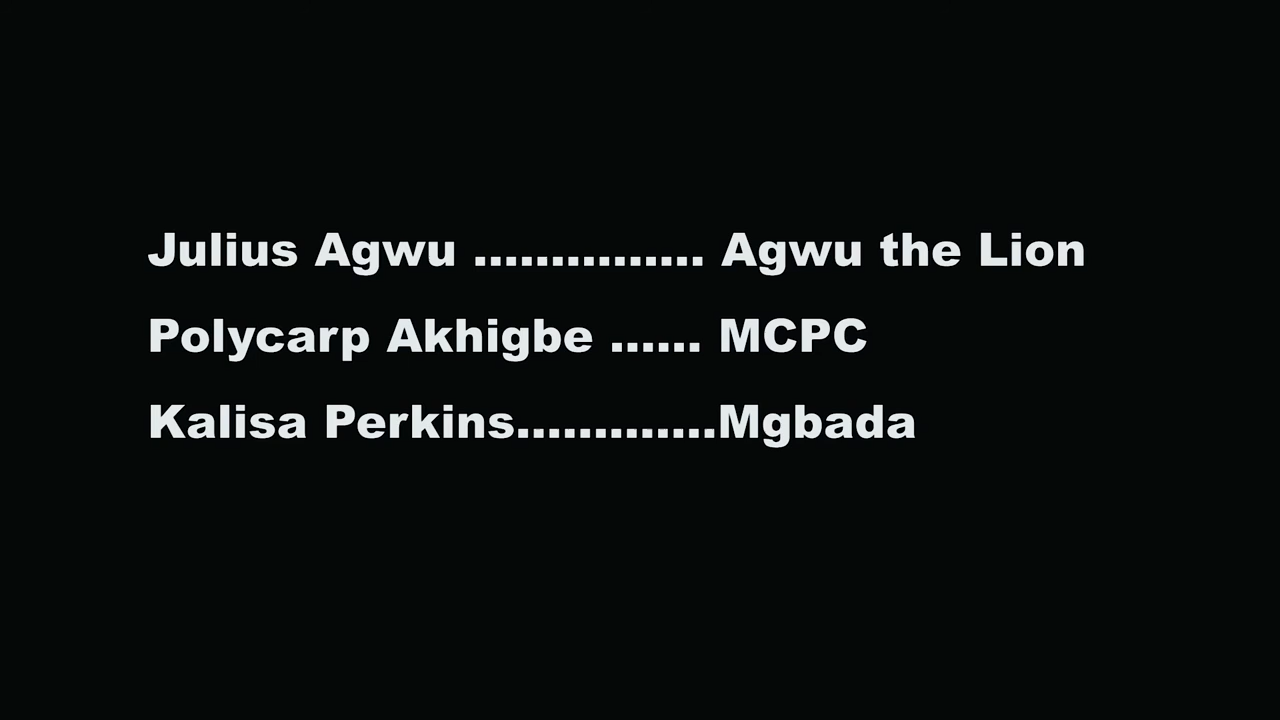 Julius Agwu ............... Agwu the Lion
Polycarp Akhigbe ...... MCPC
Kalisa Perkins.............Mgbada